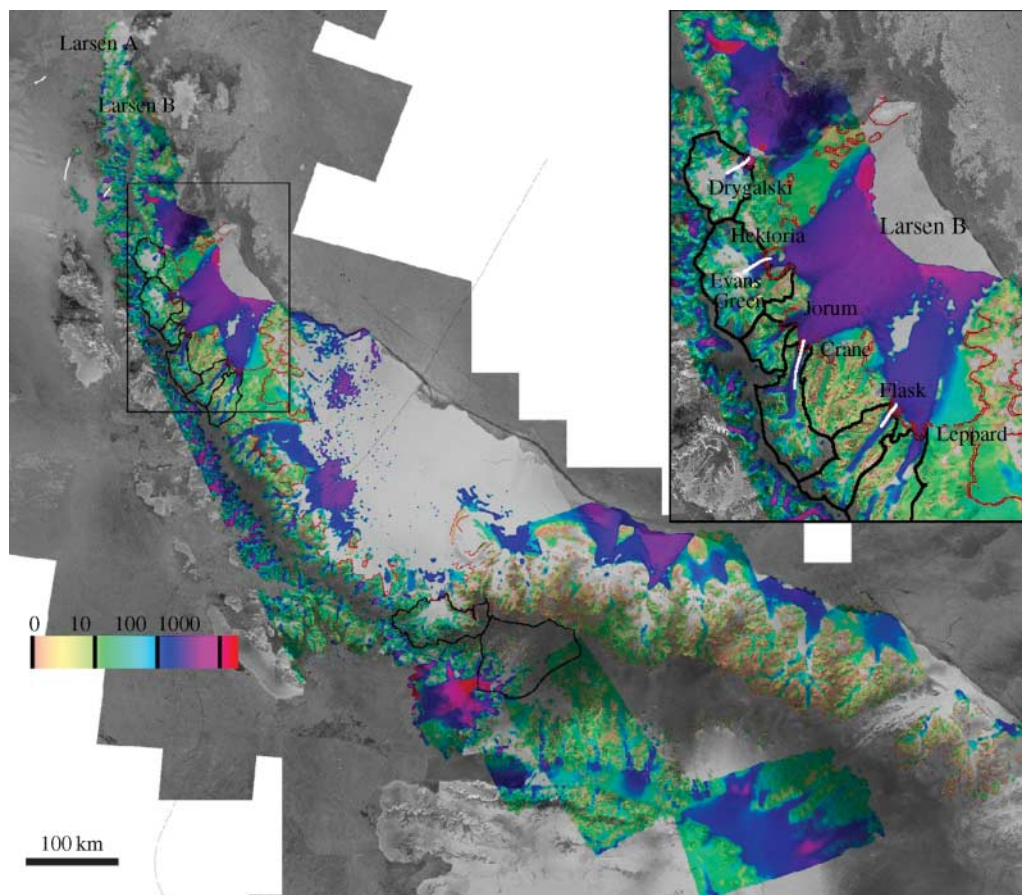 Larsen A
Larsen B
Drygalski
Hektoria
Larsen B
Evans
Green
Jorum
Crane
Flask
Leppard
0 10 100 1000
100 km